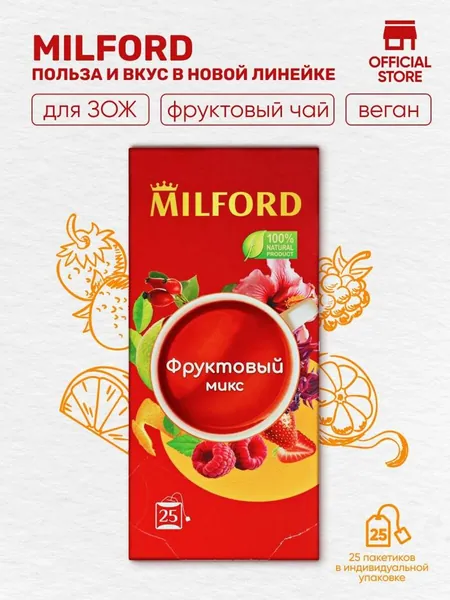 MILFORD
ПОЛЬЗА И ВКУС В НОВОЙ ЛИНЕЙКЕ
OFFICIAL
STORE
для ЗОЖ
фруктовый чай
веган
MILFORD
100%
NATURAL
PRODUCT
Фруктовый
микс
25
25
25 пакетиков
в индивидуальной
упаковке